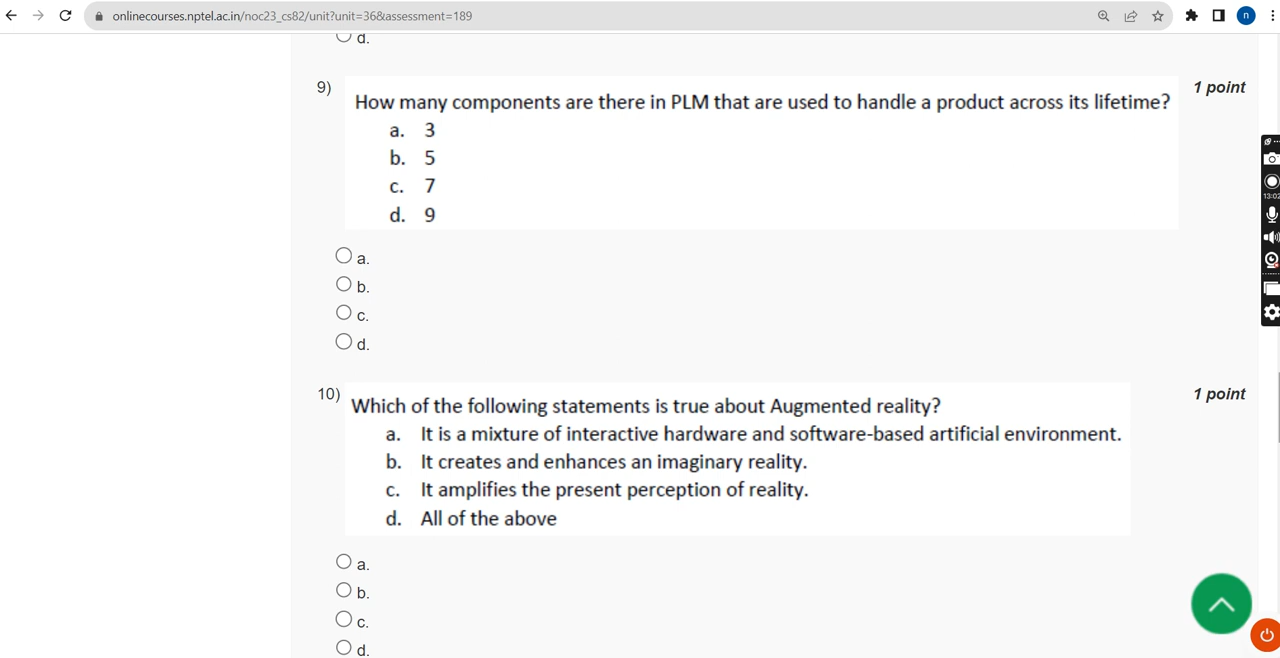 onlinecourses.nptel.ac.in/noc23_cs82/unit?unit=36&assessment=189
n
d.
9)
1 point
How many components are there in PLM that are used to handle a product across its lifetime?
a. 3
b. 5
c. 7
d. 9
a.
b.
c.
d.
13:02
10)
1 point
Which of the following statements is true about Augmented reality?
a. It is a mixture of interactive hardware and software-based artificial environment.
b. It creates and enhances an imaginary reality.
c. It amplifies the present perception of reality.
d. All of the above
a.
b.
c.
d.